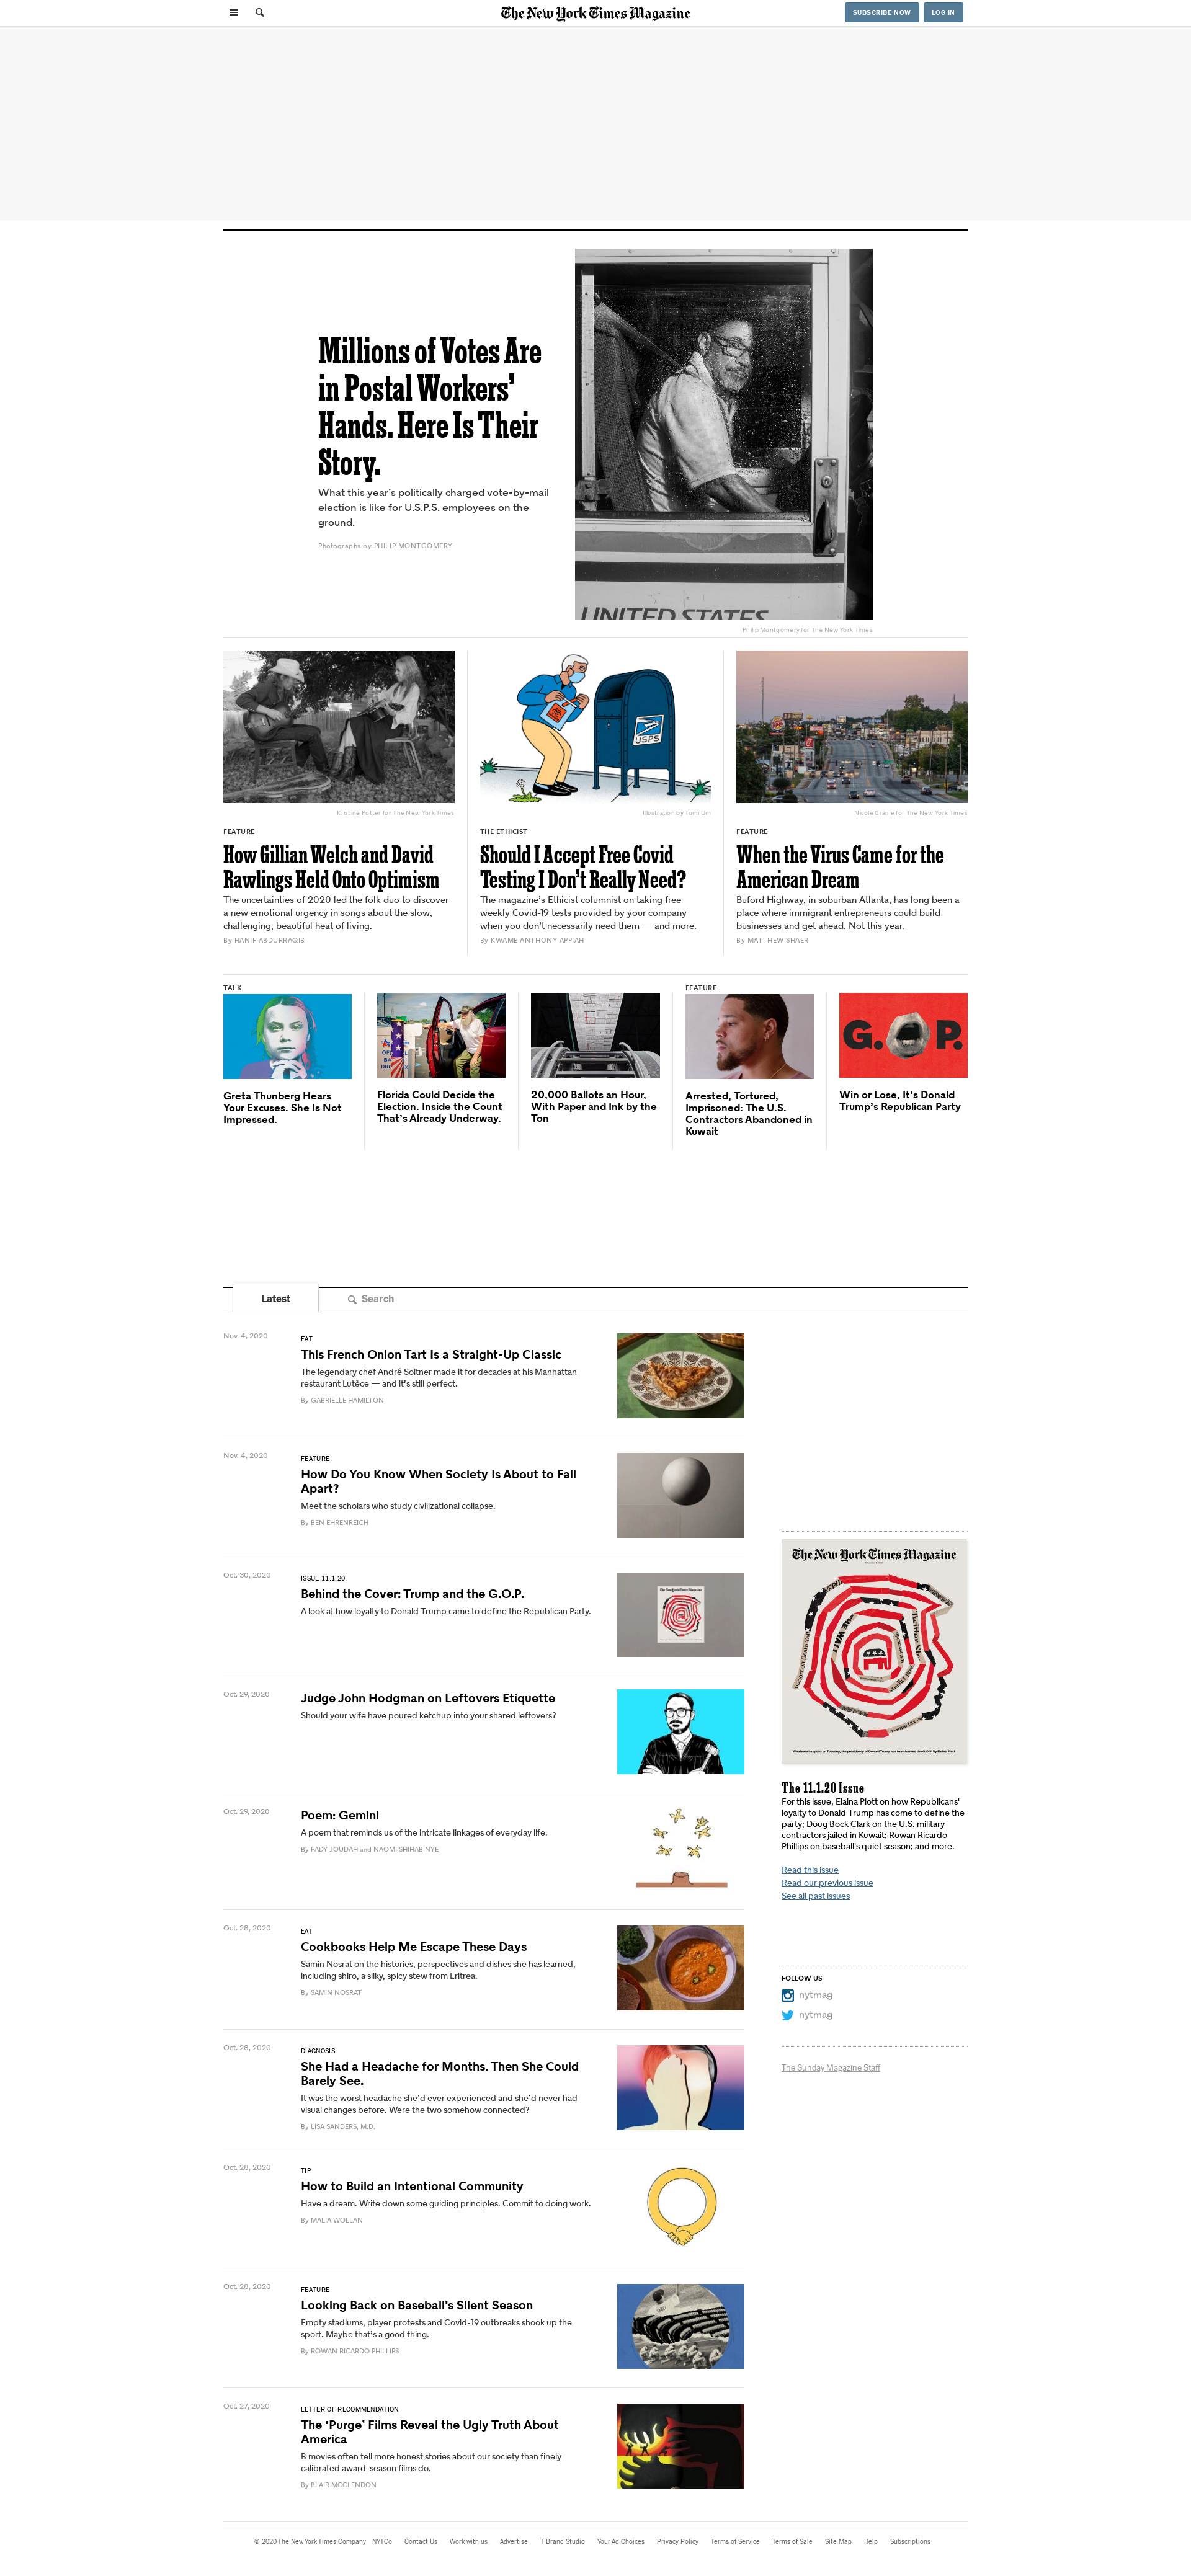 The New York Times Magazine
SUBSCRIBE NOW
LOG IN
Millions of Votes Are
in Postal Workers’
Hands. Here Is Their
Story.
What this year’s politically charged vote-by-mail
election is like for U.S.P.S. employees on the
ground.
Photographs by PHILIP MONTGOMERY
UNITED STATES
Philip Montgomery for The New York Times
Kristine Potter for The New York Times
FEATURE
How Gillian Welch and David
Rawlings Held Onto Optimism
The uncertainties of 2020 led the folk duo to discover
a new emotional urgency in songs about the slow,
challenging, beautiful heat of living.
By HANIF ABDURRAQIB
USPS
Illustration by Tomi Um
THE ETHICIST
Should I Accept Free Covid
Testing I Don’t Really Need?
The magazine’s Ethicist columnist on taking free
weekly Covid-19 tests provided by your company
when you don’t necessarily need them — and more.
By KWAME ANTHONY APPIAH
Nicole Craine for The New York Times
FEATURE
When the Virus Came for the
American Dream
Buford Highway, in suburban Atlanta, has long been a
place where immigrant entrepreneurs could build
businesses and get ahead. Not this year.
By MATTHEW SHAER
TALK
Greta Thunberg Hears
Your Excuses. She Is Not
Impressed.
Florida Could Decide the
Election. Inside the Count
That’s Already Underway.
20,000 Ballots an Hour,
With Paper and Ink by the
Ton
FEATURE
Arrested, Tortured,
Imprisoned: The U.S.
Contractors Abandoned in
Kuwait
G.O.P.
Win or Lose, It’s Donald
Trump’s Republican Party
Latest
Search
Nov. 4, 2020
EAT
This French Onion Tart Is a Straight-Up Classic
The legendary chef André Soltner made it for decades at his Manhattan
restaurant Lutèce — and it’s still perfect.
By GABRIELLE HAMILTON
Nov. 4, 2020
FEATURE
How Do You Know When Society Is About to Fall
Apart?
Meet the scholars who study civilizational collapse.
By BEN EHRENREICH
Oct. 30, 2020
ISSUE 11.1.20
Behind the Cover: Trump and the G.O.P.
A look at how loyalty to Donald Trump came to define the Republican Party.
Oct. 29, 2020
Judge John Hodgman on Leftovers Etiquette
Should your wife have poured ketchup into your shared leftovers?
Oct. 29, 2020
Poem: Gemini
A poem that reminds us of the intricate linkages of everyday life.
By FADY JOUDAH and NAOMI SHIHAB NYE
Oct. 28, 2020
EAT
Cookbooks Help Me Escape These Days
Samin Nosrat on the histories, perspectives and dishes she has learned,
including shiro, a silky, spicy stew from Eritrea.
By SAMIN NOSRAT
Oct. 28, 2020
DIAGNOSIS
She Had a Headache for Months. Then She Could
Barely See.
It was the worst headache she’d ever experienced and she’d never had
visual changes before. Were the two somehow connected?
By LISA SANDERS, M.D.
Oct. 28, 2020
TIP
How to Build an Intentional Community
Have a dream. Write down some guiding principles. Commit to doing work.
By MALIA WOLLAN
Oct. 28, 2020
FEATURE
Looking Back on Baseball’s Silent Season
Empty stadiums, player protests and Covid-19 outbreaks shook up the
sport. Maybe that’s a good thing.
By ROWAN RICARDO PHILLIPS
Oct. 27, 2020
LETTER OF RECOMMENDATION
The ‘Purge’ Films Reveal the Ugly Truth About
America
B movies often tell more honest stories about our society than finely
calibrated award-season films do.
By BLAIR MCCLENDON
The New York Times Magazine
THE WALL
Whatever happens on Tuesday, the presidency of Donald Trump has transformed the G.O.P. By Elaina Plott
The 11.1.20 Issue
For this issue, Elaina Plott on how Republicans'
loyalty to Donald Trump has come to define the
party; Doug Bock Clark on the U.S. military
contractors jailed in Kuwait; Rowan Ricardo
Phillips on baseball's quiet season; and more.
Read this issue
Read our previous issue
See all past issues
FOLLOW US
nytmag
nytmag
The Sunday Magazine Staff
© 2020 The New York Times Company NYTCo Contact Us Work with us Advertise T Brand Studio Your Ad Choices Privacy Policy Terms of Service Terms of Sale Site Map Help Subscriptions